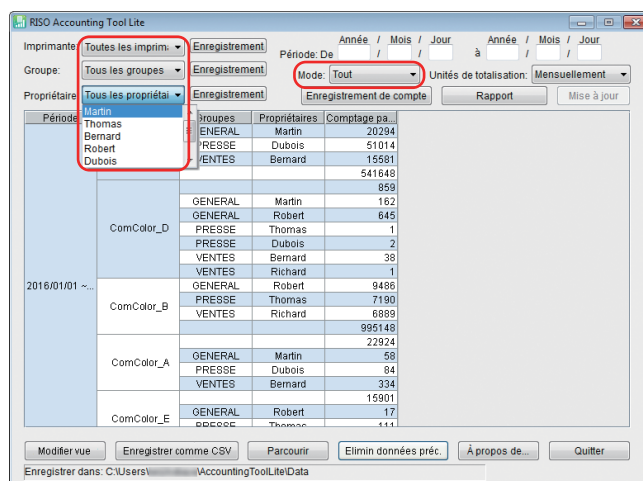 RISO Accounting Tool Lite
Imprimante: Toutes les imprim: Enregistrement Période: De Année / Mois / Jour à Année / Mois / Jour
/ / / /
Groupe: Tous les groupes Enregistrement Mode: Tout Unités de totalisation: Mensuellement
Propriétaire Tous les propriétai Enregistrement Enregistrement de compte Rapport Mise à jour
Martin
Thomas
Bernard
Robert
Dubois
Période Groupes Propriétaires Comptage pa...
ENERAL Martin 20294
PRESSE Dubois 51014
VENTES Bernard 15581
541648
859
GENERAL Martin 162
GENERAL Robert 645
ComColor_D PRESSE Thomas 1
PRESSE Dubois 2
VENTES Bernard 38
VENTES Richard 1
2016/01/01 ~... GENERAL Robert 9486
ComColor_B PRESSE Thomas 7190
VENTES Richard 6889
995148
22924
ComColor_A GENERAL Martin 58
PRESSE Dubois 84
VENTES Bernard 334
15901
ComColor_E GENERAL Robert 17
PRESSE Thomas 111
Modifier vue Enregistrer comme CSV Parcourir Elimin données préc. À propos de... Quitter
Enregistrer dans: C:\Users\ \AccountingToolLite\Data